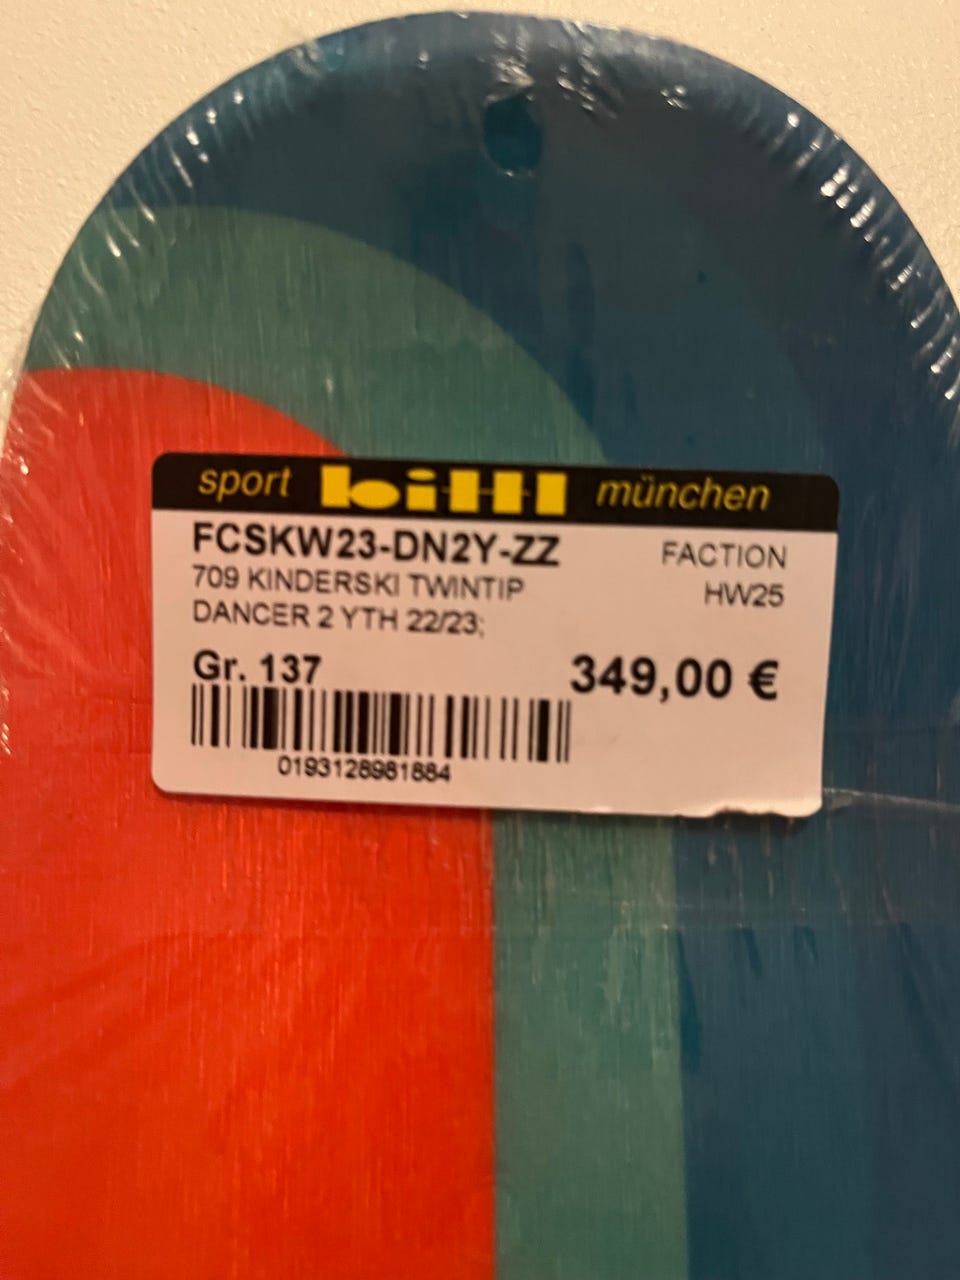 sport bittl münchen
FCSKW23-DN2Y-ZZ FACTION
709 KINDERSKI TWINTIP HW25
DANCER 2 YTH 22/23;
Gr. 137 349,00 €
0193128981884